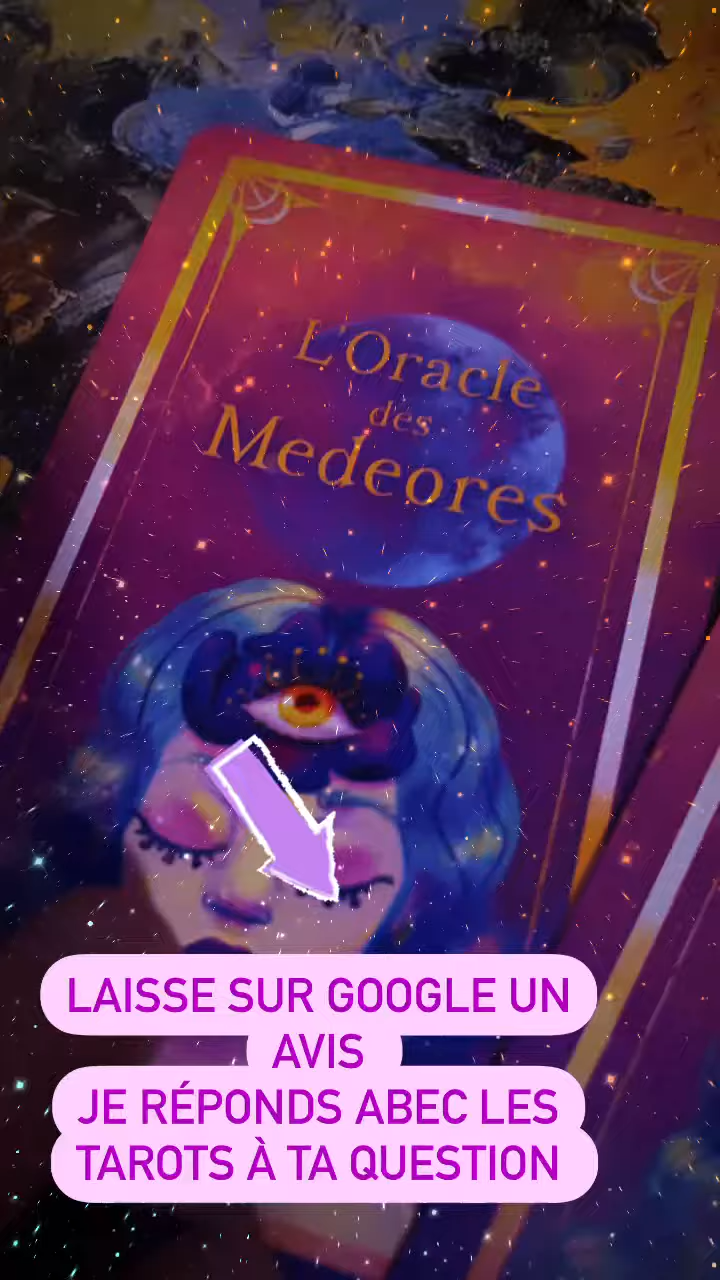 L'Oracle
des
Medeores
LAISSE SUR GOOGLE UN
AVIS
JE RÉPONDS ABEC LES
TAROTS À TA QUESTION